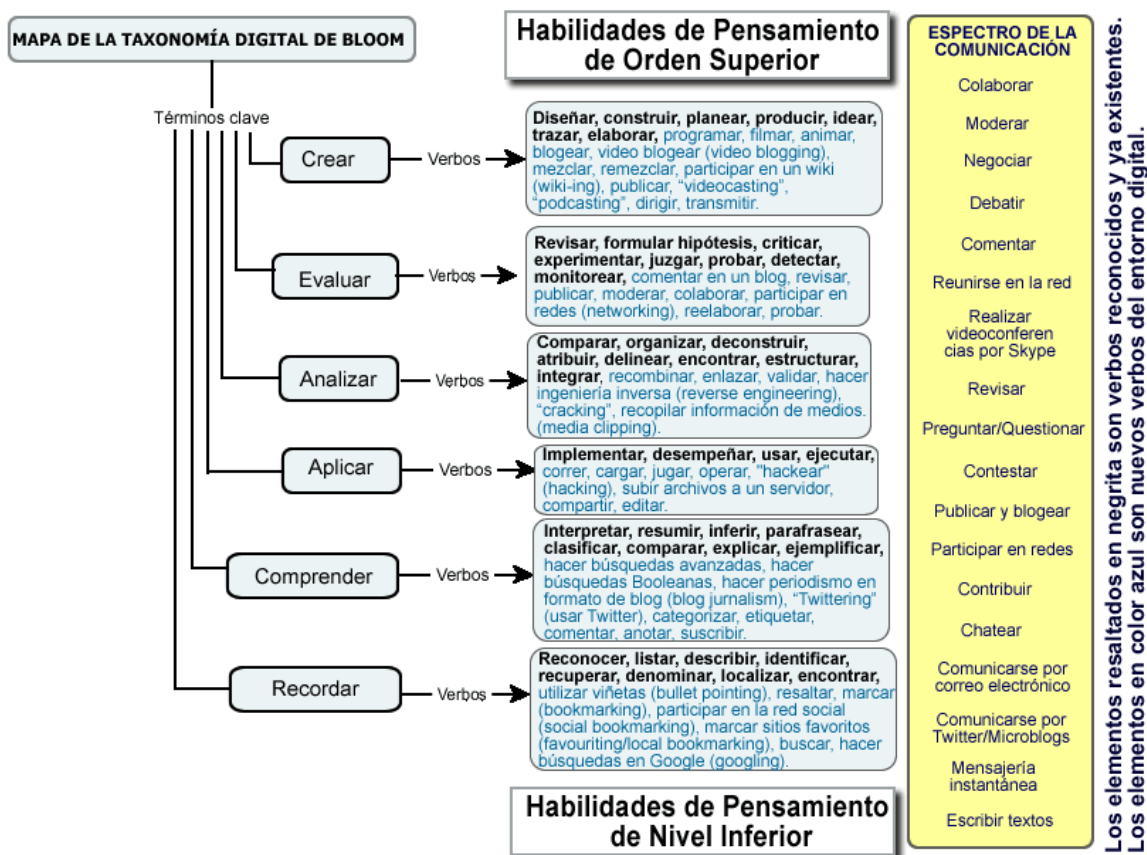 MAPA DE LA TAXONOMÍA DIGITAL DE BLOOM
Habilidades de Pensamiento
de Orden Superior
Términos clave
Crear
Verbos
Diseñar, construir, planear, producir, idear,
trazar, elaborar, programar, filmar, animar,
blogear, video blogear (video blogging),
mezclar, remezclar, participar en un wiki
(wiki-ing), publicar, “videocasting”,
“podcasting”, dirigir, transmitir.
Evaluar
Verbos
Revisar, formular hipótesis, criticar,
experimentar, juzgar, probar, detectar,
monitorear, comentar en un blog, revisar,
publicar, moderar, colaborar, participar en
redes (networking), reelaborar, probar.
Analizar
Verbos
Comparar, organizar, deconstruir,
atribuir, delinear, encontrar, estructurar,
integrar, recombinar, enlazar, validar, hacer
ingeniería inversa (reverse engineering),
“cracking”, recopilar información de medios.
(media clipping).
Aplicar
Verbos
Implementar, desempeñar, usar, ejecutar,
correr, cargar, jugar, operar, "hackear"
(hacking), subir archivos a un servidor,
compartir, editar.
Comprender
Verbos
Interpretar, resumir, inferir, parafrasear,
clasificar, comparar, explicar, ejemplificar,
hacer búsquedas avanzadas, hacer
búsquedas Booleanas, hacer periodismo en
formato de blog (blog jurnalism), “Twittering”
(usar Twitter), categorizar, etiquetar,
comentar, anotar, suscribir.
Recordar
Verbos
Reconocer, listar, describir, identificar,
recuperar, denominar, localizar, encontrar,
utilizar viñetas (bullet pointing), resaltar, marcar
(bookmarking), participar en la red social
(social bookmarking), marcar sitios favoritos
(favouriting/local bookmarking), buscar, hacer
búsquedas en Google (googling).
Habilidades de Pensamiento
de Nivel Inferior
ESPECTRO DE LA
COMUNICACIÓN
Colaborar
Moderar
Negociar
Debatir
Comentar
Reunirse en la red
Realizar
videoconferen
cias por Skype
Revisar
Preguntar/Questionar
Contestar
Publicar y blogear
Participar en redes
Contribuir
Chatear
Comunicarse por
correo electrónico
Comunicarse por
Twitter/Microblogs
Mensajería
instantánea
Escribir textos
Los elementos resaltados en negrita son verbos reconocidos y ya existentes.
Los elementos en color azul son nuevos verbos del entorno digital.